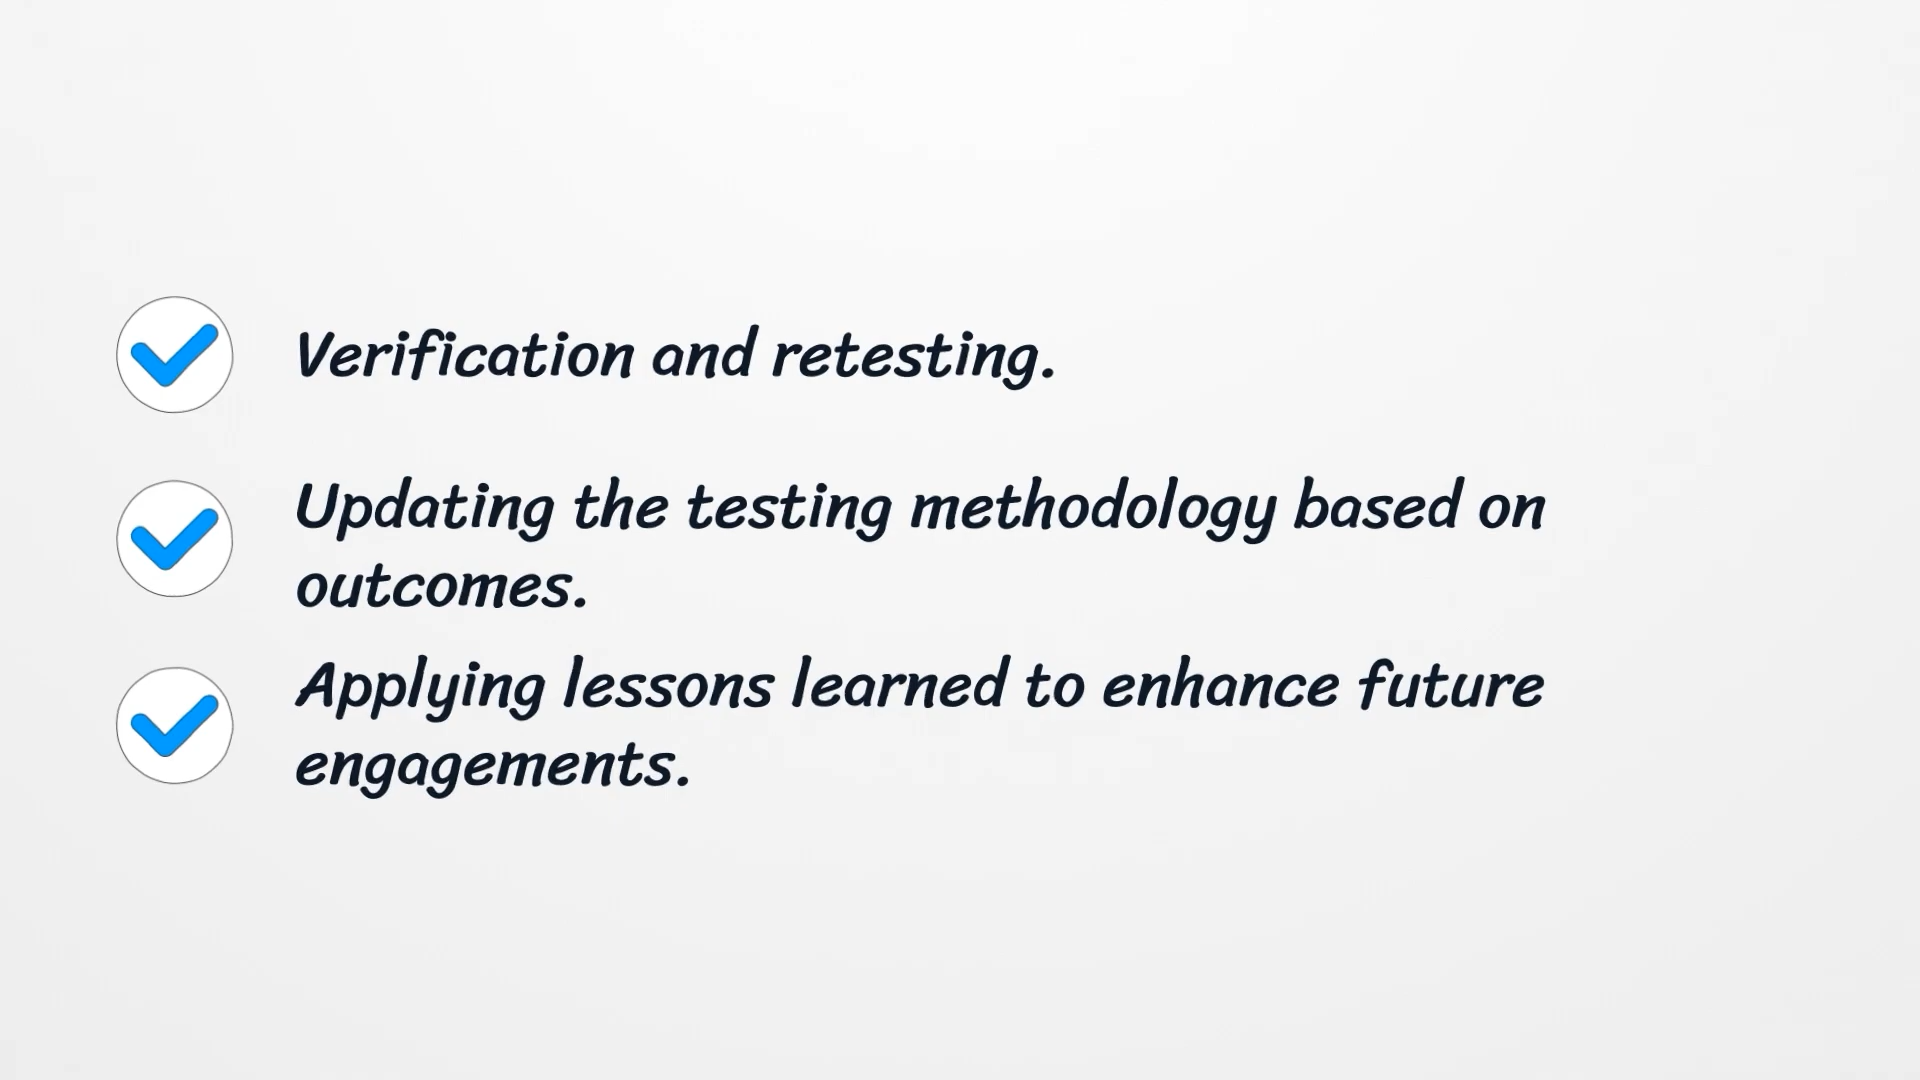 Verification and retesting.
Updating the testing methodology based on
outcomes.
Applying lessons learned to enhance future
engagements.